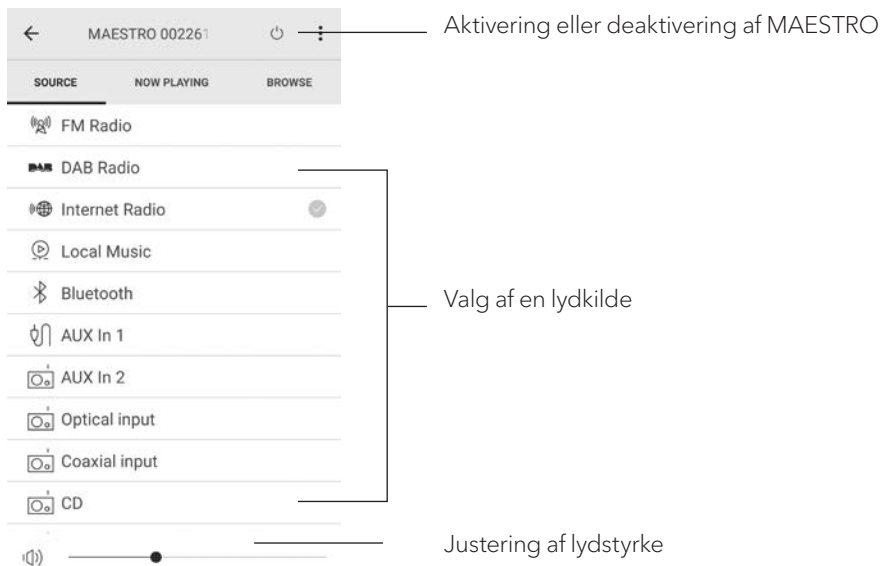 MAESTRO 002261
Aktivering eller deaktivering af MAESTRO
SOURCE NOW PLAYING BROWSE
FM Radio
DAB DAB Radio
Internet Radio
Local Music
Bluetooth
Valg af en lydkilde
AUX In 1
AUX In 2
Optical input
Coaxial input
CD
Justering af lydstyrke